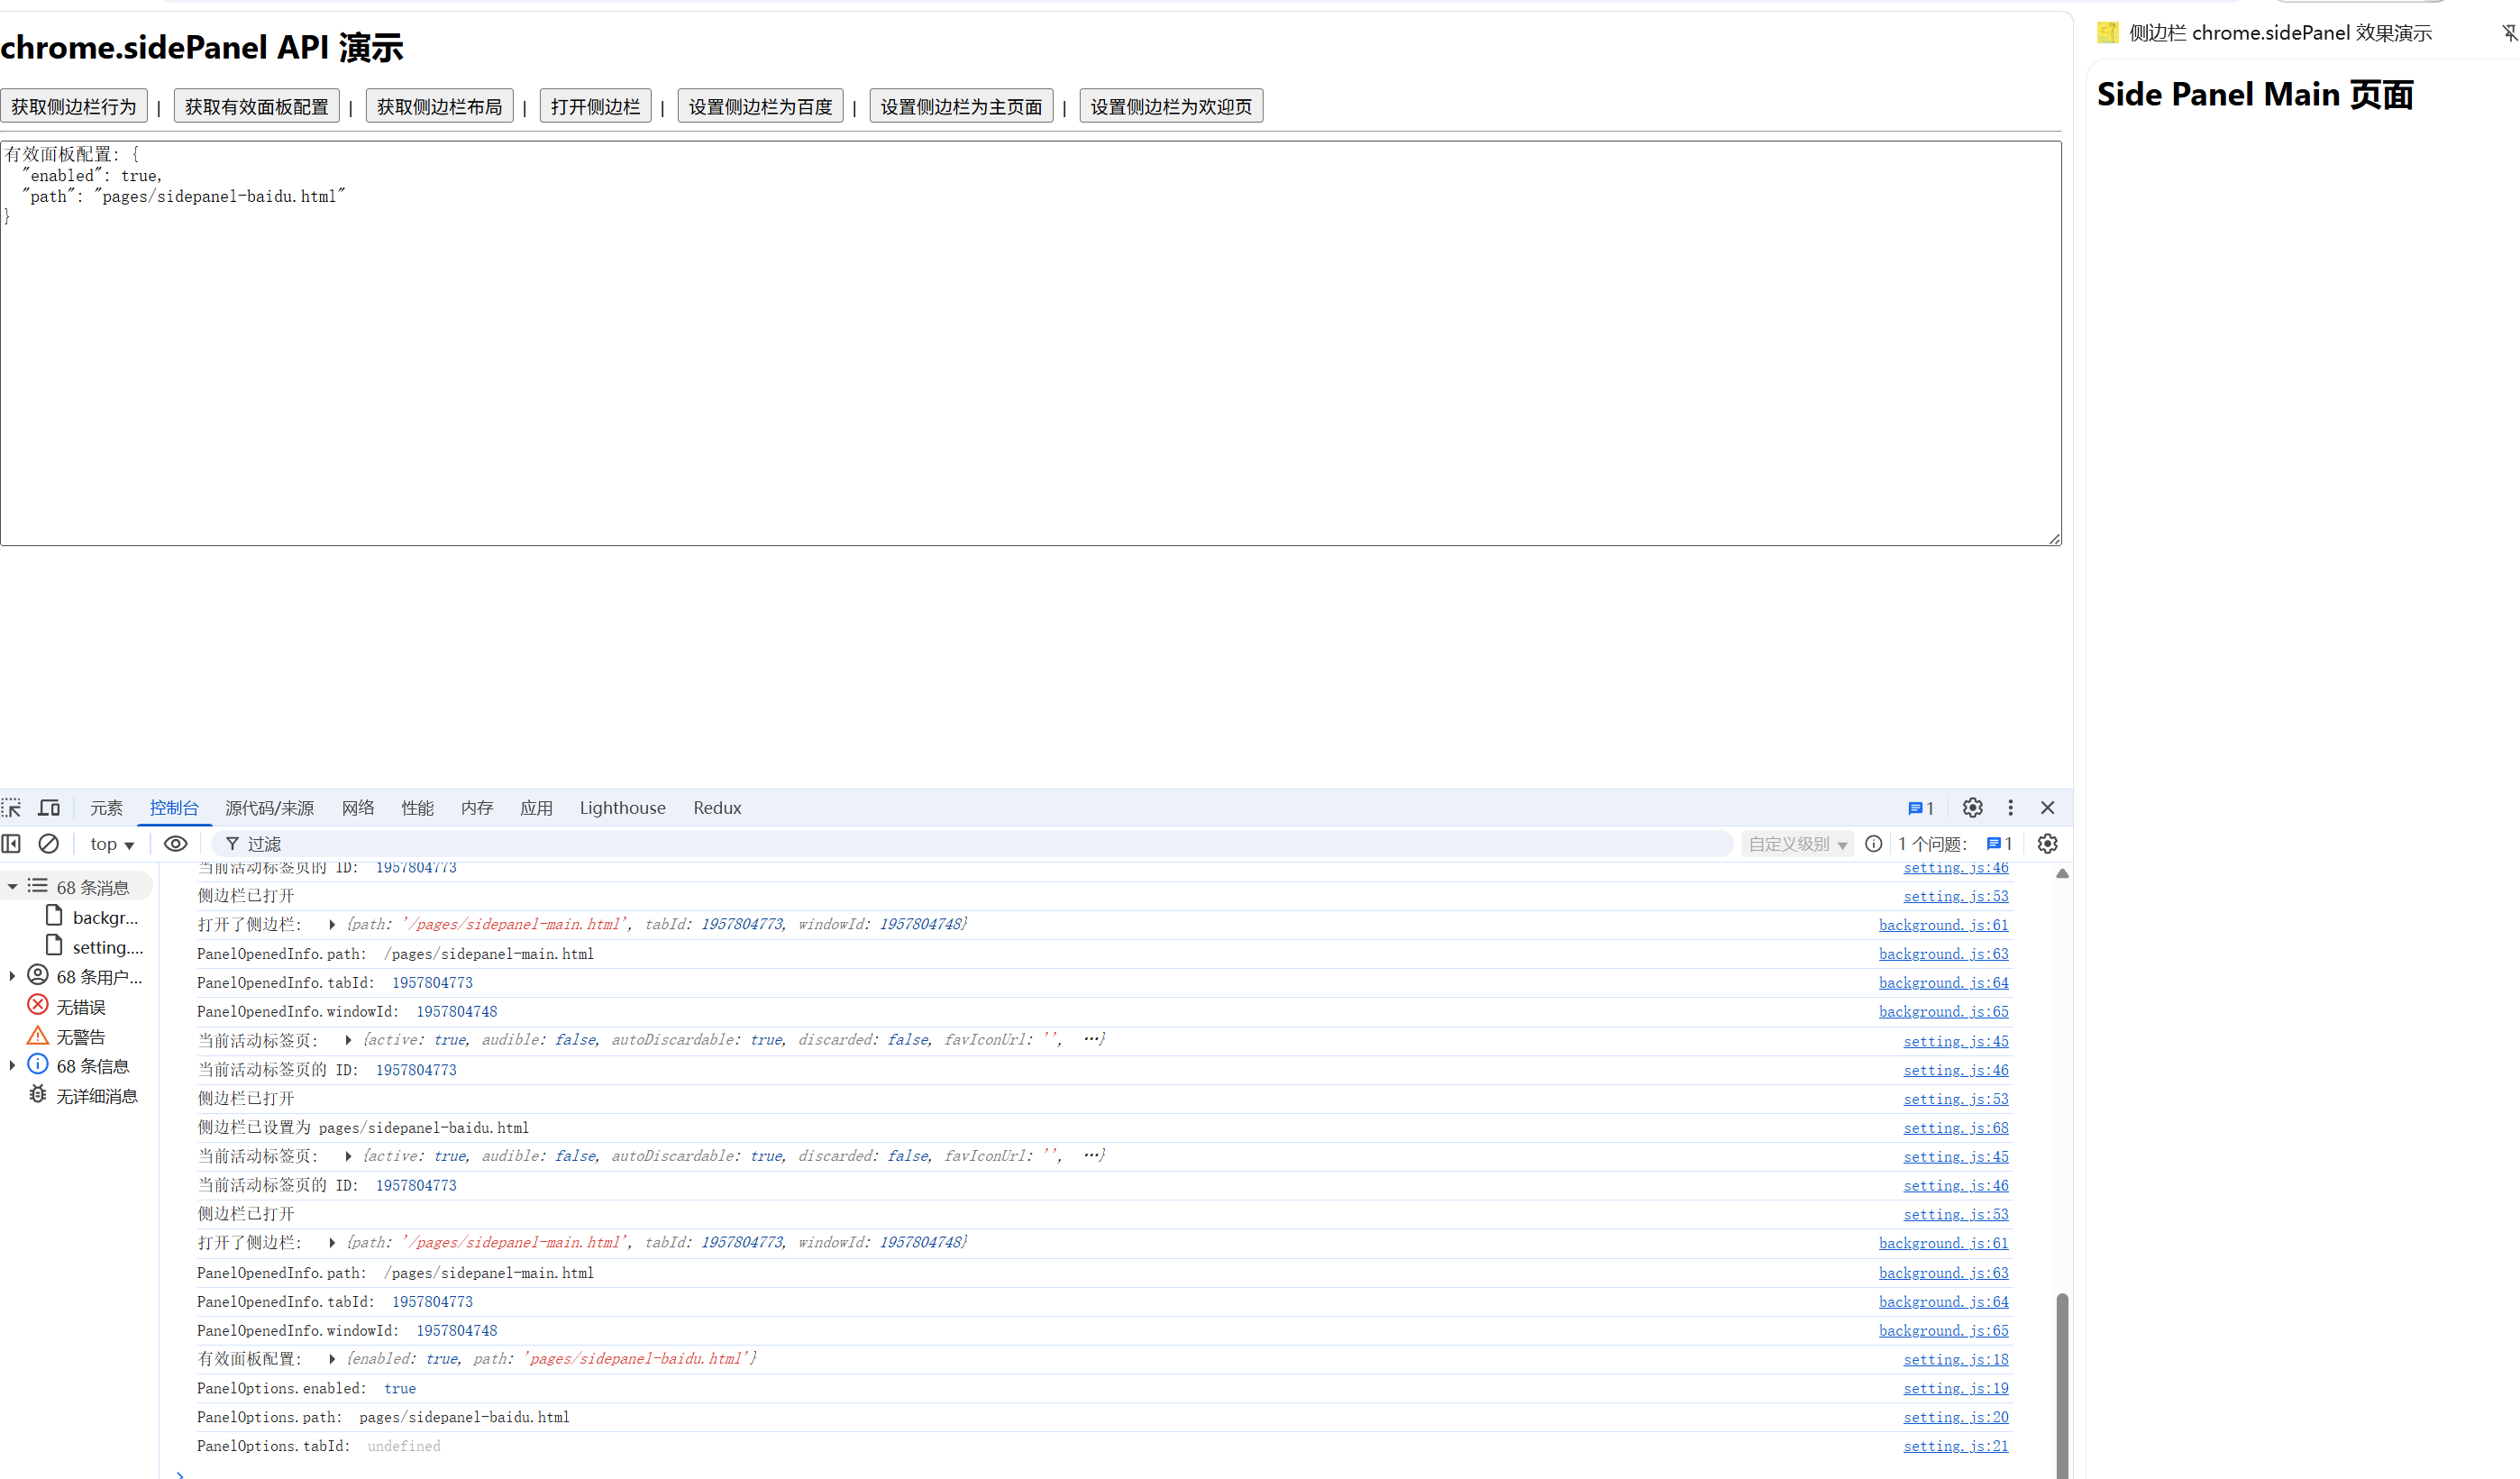 chrome.sidePanel API 演示
获取侧边栏行为 | 获取有效面板配置 | 获取侧边栏布局 | 打开侧边栏 | 设置侧边栏为百度 | 设置侧边栏为主页面 | 设置侧边栏为欢迎页
有效面板配置: {
  "enabled": true,
  "path": "pages/sidepanel-baidu.html"
}
侧边栏 chrome.sidePanel 效果演示
Side Panel Main 页面
元素 控制台 源代码/来源 网络 性能 内存 应用 Lighthouse Redux 1
top 过滤 自定义级别 1 个问题: 1
68 条消息
backgr...
setting....
68 条用户...
无错误
无警告
68 条信息
无详细消息
当前活动标签页的 ID: 1957804773 setting.js:46
侧边栏已打开 setting.js:53
打开了侧边栏: {path: '/pages/sidepanel-main.html', tabId: 1957804773, windowId: 1957804748} background.js:61
PanelOpenedInfo.path: /pages/sidepanel-main.html background.js:63
PanelOpenedInfo.tabId: 1957804773 background.js:64
PanelOpenedInfo.windowId: 1957804748 background.js:65
当前活动标签页: {active: true, audible: false, autoDiscardable: true, discarded: false, favIconUrl: '', …} setting.js:45
当前活动标签页的 ID: 1957804773 setting.js:46
侧边栏已打开 setting.js:53
侧边栏已设置为 pages/sidepanel-baidu.html setting.js:68
当前活动标签页: {active: true, audible: false, autoDiscardable: true, discarded: false, favIconUrl: '', …} setting.js:45
当前活动标签页的 ID: 1957804773 setting.js:46
侧边栏已打开 setting.js:53
打开了侧边栏: {path: '/pages/sidepanel-main.html', tabId: 1957804773, windowId: 1957804748} background.js:61
PanelOpenedInfo.path: /pages/sidepanel-main.html background.js:63
PanelOpenedInfo.tabId: 1957804773 background.js:64
PanelOpenedInfo.windowId: 1957804748 background.js:65
有效面板配置: {enabled: true, path: 'pages/sidepanel-baidu.html'} setting.js:18
PanelOptions.enabled: true setting.js:19
PanelOptions.path: pages/sidepanel-baidu.html setting.js:20
PanelOptions.tabId: undefined setting.js:21